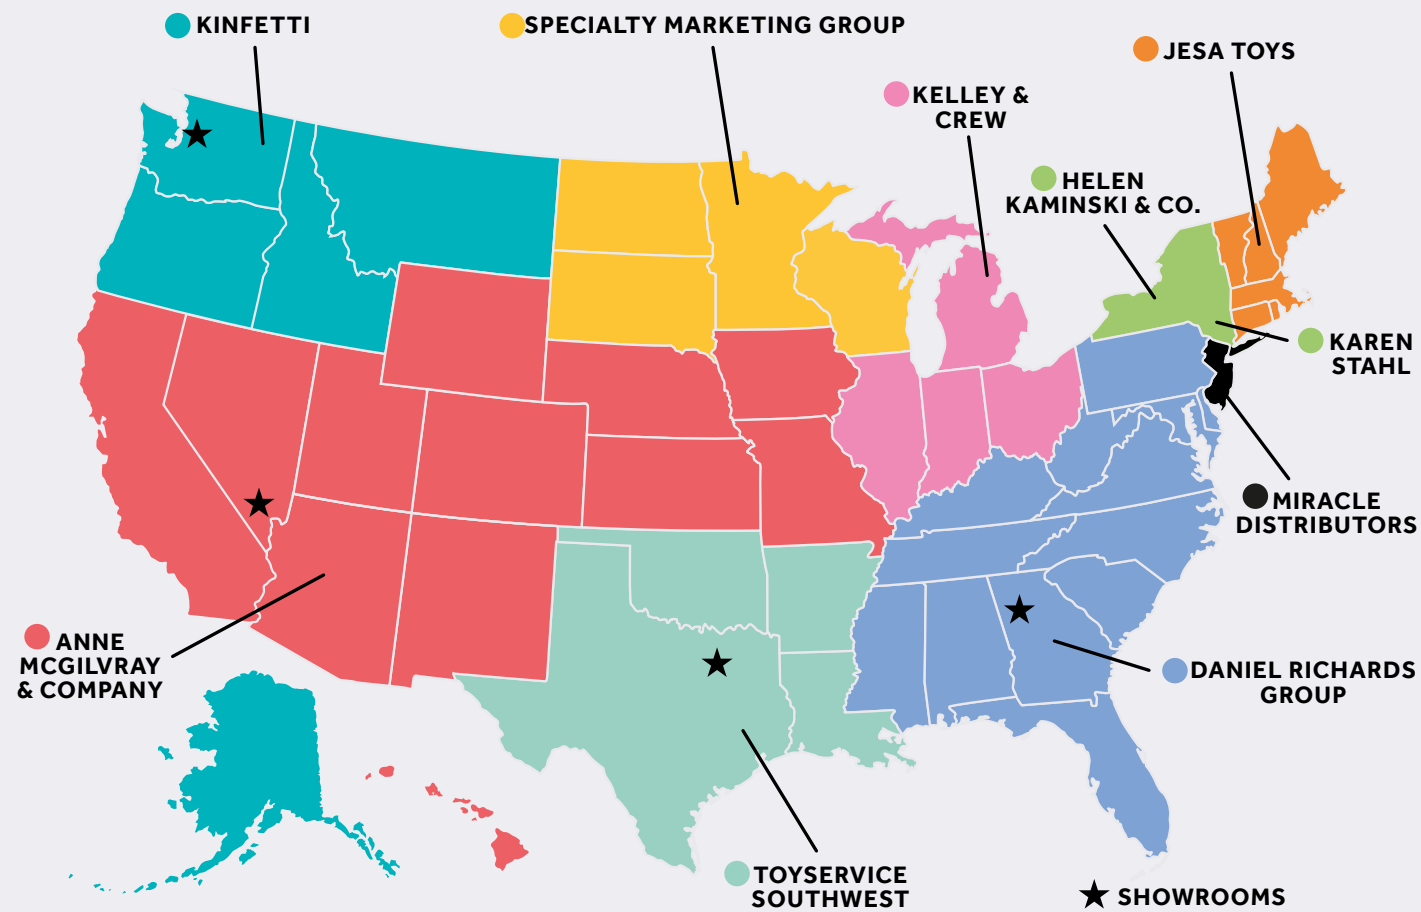 KINFETTI
SPECIALTY MARKETING GROUP
JESA TOYS
KELLEY &
CREW
HELEN
KAMINSKI & CO.
KAREN
STAHL
MIRACLE
DISTRIBUTORS
ANNE
MCGILVRAY
& COMPANY
DANIEL RICHARDS
GROUP
TOYSERVICE
SOUTHWEST
SHOWROOMS